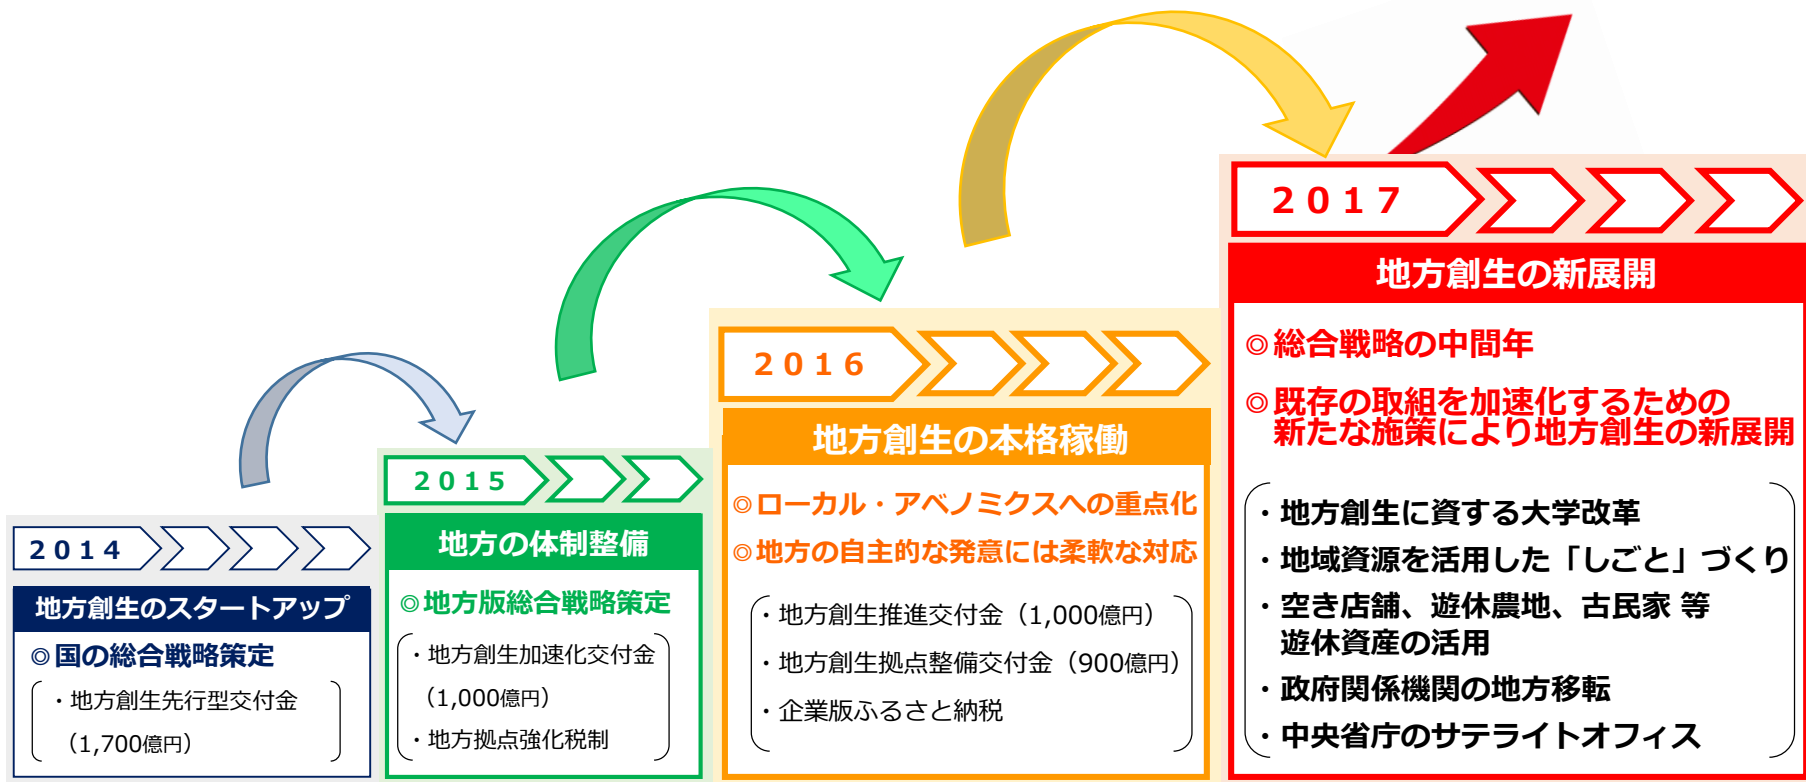 2014
地方創生のスタートアップ
◎国の総合戦略策定
・地方創生先行型交付金
（1,700億円）
2015
地方の体制整備
◎地方版総合戦略策定
・地方創生加速化交付金
（1,000億円）
・地方拠点強化税制
2016
地方創生の本格稼働
◎ローカル・アベノミクスへの重点化
◎地方の自主的な発意には柔軟な対応
・地方創生推進交付金（1,000億円）
・地方創生拠点整備交付金（900億円）
・企業版ふるさと納税
2017
地方創生の新展開
◎総合戦略の中間年
◎既存の取組を加速化するための
新たな施策により地方創生の新展開
・地方創生に資する大学改革
・地域資源を活用した「しごと」づくり
・空き店舗、遊休農地、古民家 等
遊休資産の活用
・政府関係機関の地方移転
・中央省庁のサテライトオフィス